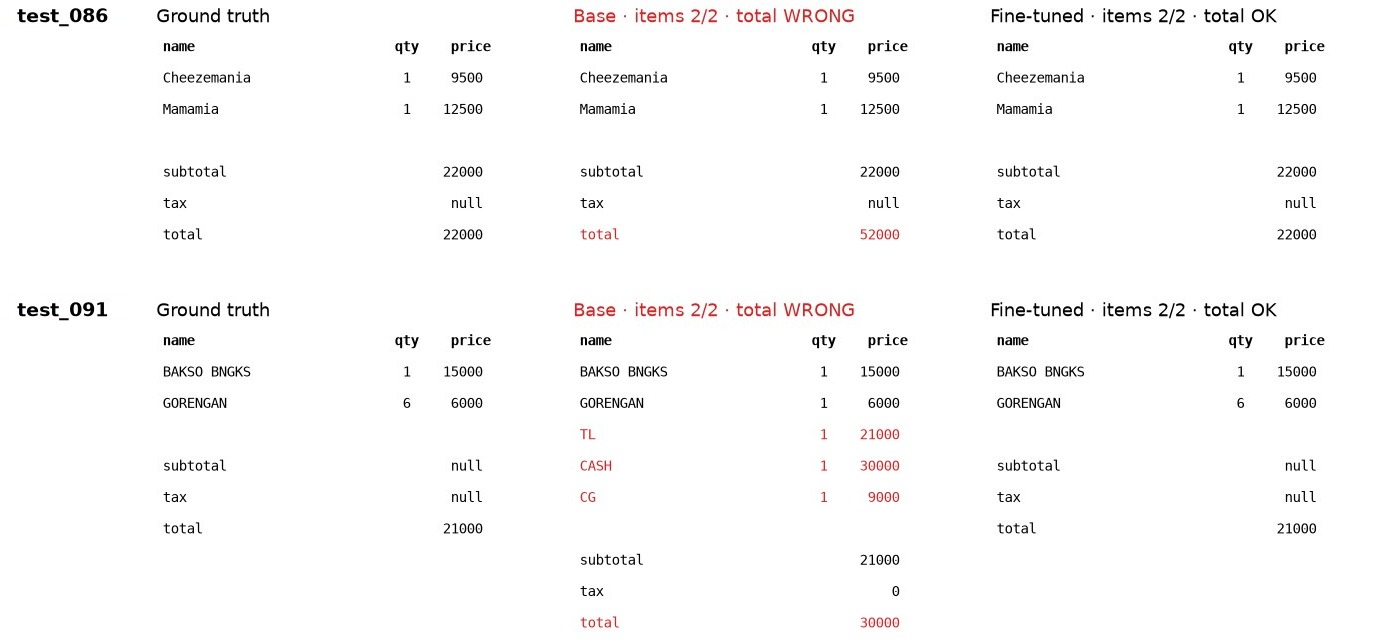 test_086 Ground truth Base · items 2/2 · total WRONG Fine-tuned · items 2/2 · total OK
name qty price name qty price name qty price
Cheezemania 1 9500 Cheezemania 1 9500 Cheezemania 1 9500
Mamamia 1 12500 Mamamia 1 12500 Mamamia 1 12500
subtotal 22000 subtotal 22000 subtotal 22000
tax null tax null tax null
total 22000 total 52000 total 22000
test_091 Ground truth Base · items 2/2 · total WRONG Fine-tuned · items 2/2 · total OK
name qty price name qty price name qty price
BAKSO BNGKS 1 15000 BAKSO BNGKS 1 15000 BAKSO BNGKS 1 15000
GORENGAN 6 6000 GORENGAN 1 6000 GORENGAN 6 6000
TL 1 21000
subtotal null CASH 1 30000 subtotal null
tax null CG 1 9000 tax null
total 21000 total 21000
subtotal 21000
tax 0
total 30000